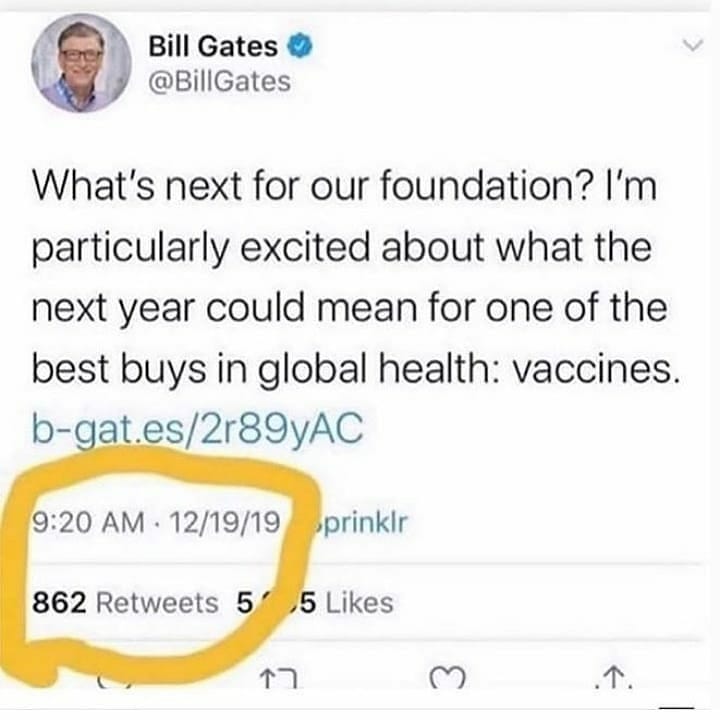 Bill Gates
@BillGates
What's next for our foundation? I'm
particularly excited about what the
next year could mean for one of the
best buys in global health: vaccines.
b-gat.es/2r89yAC
9:20 AM · 12/19/19 prinklr
862 Retweets 5 5 Likes